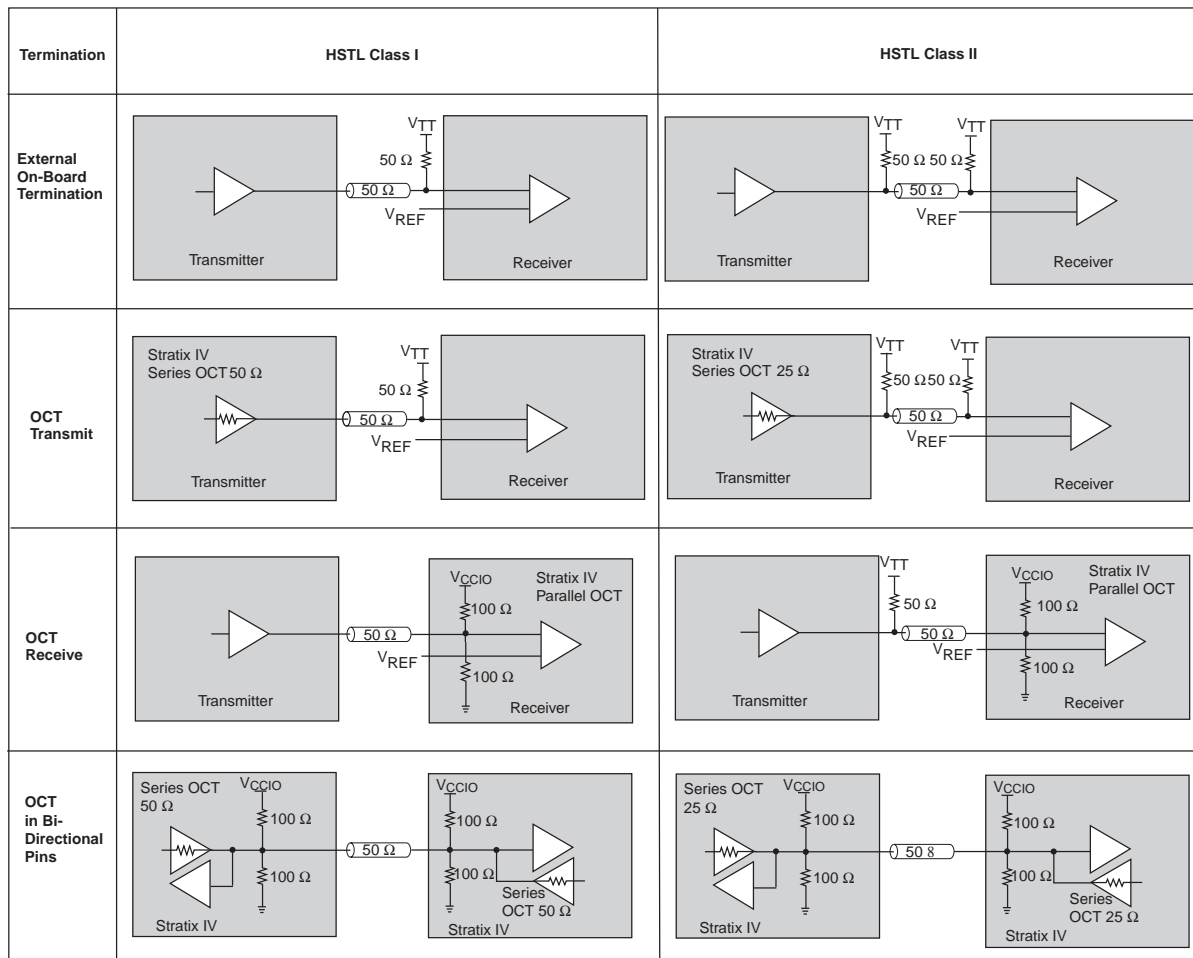 Termination
HSTL Class I
HSTL Class II
External
On-Board
Termination
VTT
50 Ω
50 Ω
VREF
Transmitter
Receiver
VTT
VTT
50 Ω 50 Ω
50 Ω
VREF
Transmitter
Receiver
OCT
Transmit
Stratix IV
Series OCT 50 Ω
VTT
50 Ω
50 Ω
VREF
Transmitter
Receiver
Stratix IV
Series OCT 25 Ω
VTT
VTT
50 Ω 50 Ω
50 Ω
VREF
Transmitter
Receiver
OCT
Receive
VCCIO
Stratix IV
Parallel OCT
100 Ω
50 Ω
VREF
100 Ω
Transmitter
Receiver
VTT
50 Ω
VCCIO
Stratix IV
Parallel OCT
100 Ω
50 Ω
VREF
100 Ω
Transmitter
Receiver
OCT
in Bi-
Directional
Pins
Series OCT
50 Ω
VCCIO
100 Ω
100 Ω
Stratix IV
50 Ω
VCCIO
100 Ω
100 Ω
Series
OCT 50 Ω
Stratix IV
Series OCT
25 Ω
VCCIO
100 Ω
100 Ω
Stratix IV
50 8
VCCIO
100 Ω
100 Ω
Series
OCT 25 Ω
Stratix IV